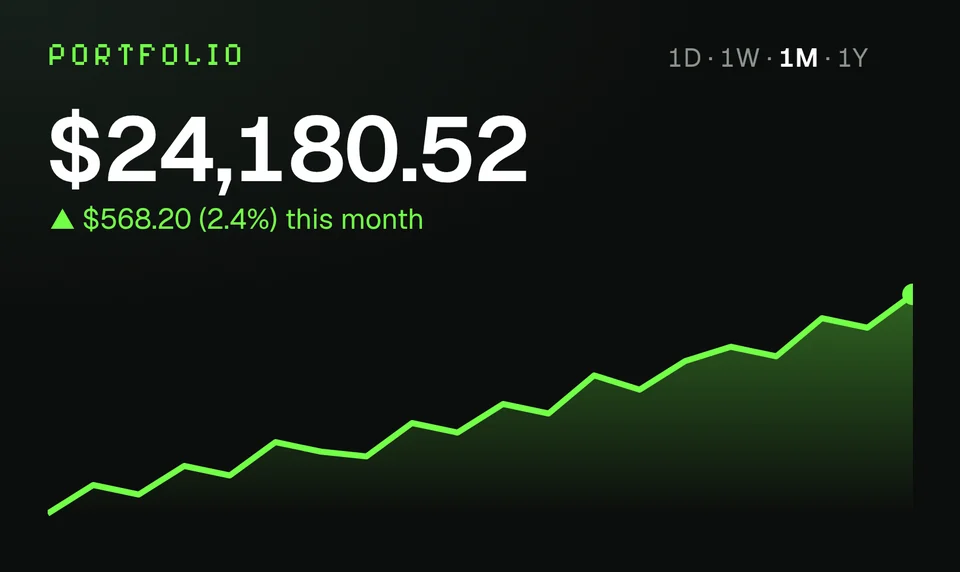 PORTFOLIO
1D · 1W · 1M · 1Y
$24,180.52
▲ $568.20 (2.4%) this month